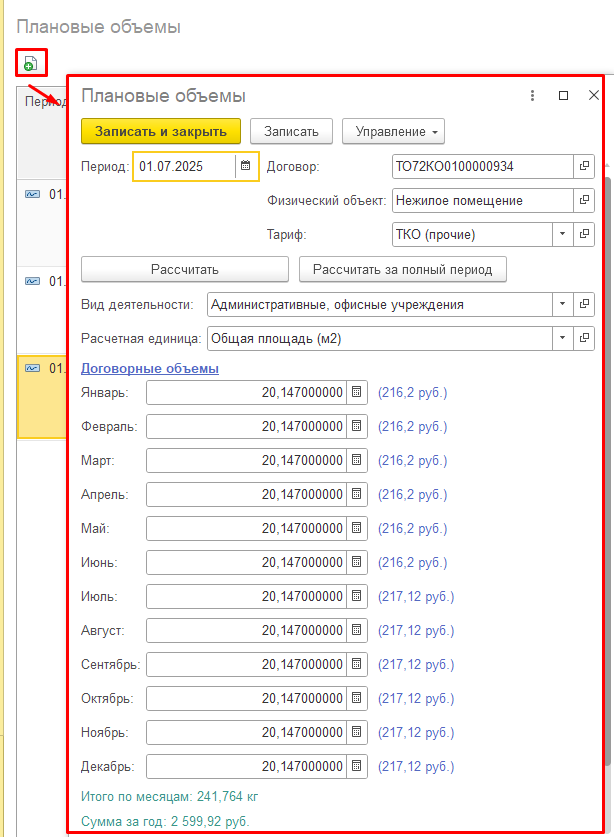 Плановые объемы
Период
01.
01.
01.
Плановые объемы
Записать и закрыть Записать Управление
Период: 01.07.2025 Договор: ТО72КО0100000934
Физический объект: Нежилое помещение
Тариф: ТКО (прочие)
Рассчитать Рассчитать за полный период
Вид деятельности: Административные, офисные учреждения
Расчетная единица: Общая площадь (м2)
Договорные объемы
Январь: 20,147000000 (216,2 руб.)
Февраль: 20,147000000 (216,2 руб.)
Март: 20,147000000 (216,2 руб.)
Апрель: 20,147000000 (216,2 руб.)
Май: 20,147000000 (216,2 руб.)
Июнь: 20,147000000 (216,2 руб.)
Июль: 20,147000000 (217,12 руб.)
Август: 20,147000000 (217,12 руб.)
Сентябрь: 20,147000000 (217,12 руб.)
Октябрь: 20,147000000 (217,12 руб.)
Ноябрь: 20,147000000 (217,12 руб.)
Декабрь: 20,147000000 (217,12 руб.)
Итого по месяцам: 241,764 кг
Сумма за год: 2 599,92 руб.